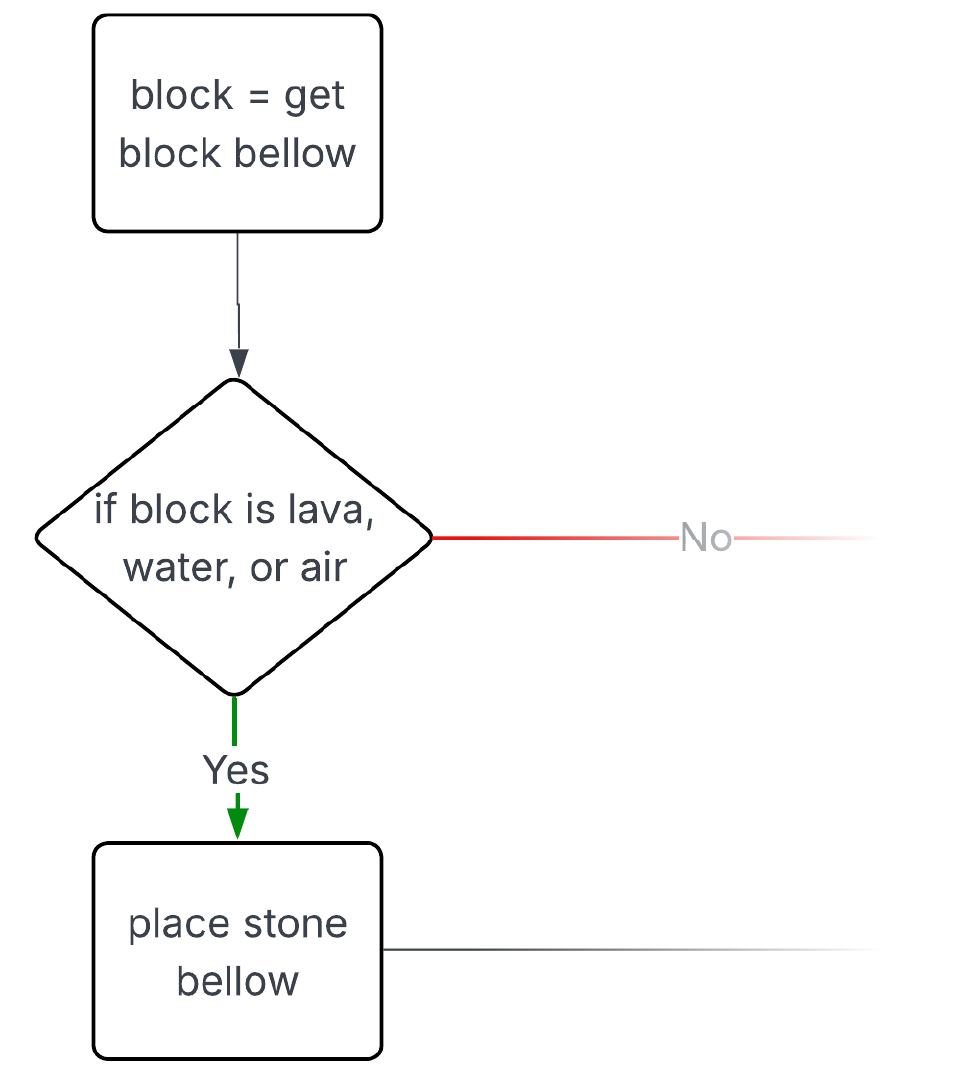 block = get
block bellow
if block is lava,
water, or air
No
Yes
place stone
bellow